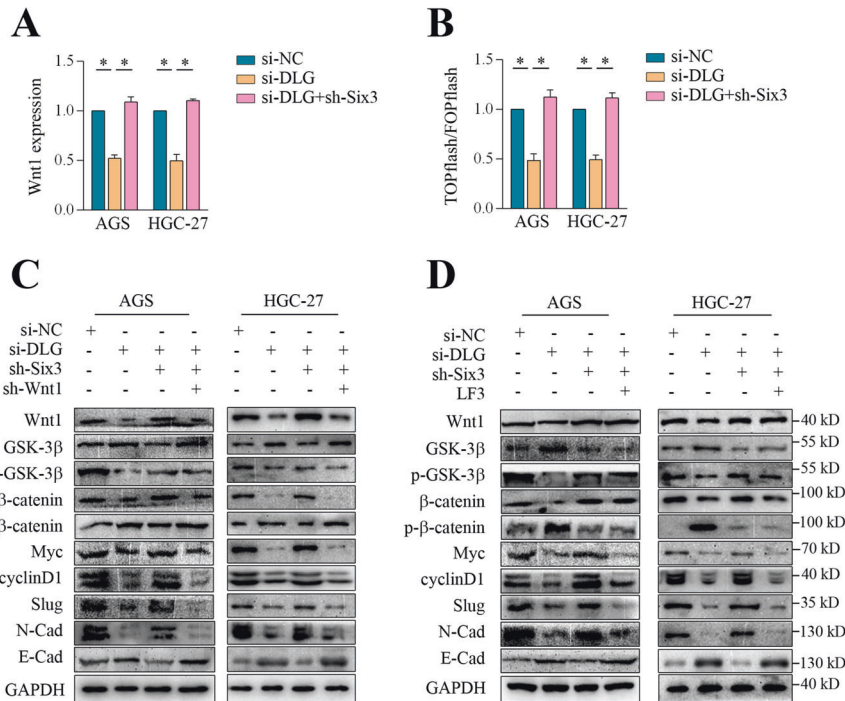 A
B
1.5
1.0
0.5
0.0
Wnt1 expression
* * * *
AGS HGC-27
si-NC
si-DLG
si-DLG+sh-Six3
1.5
1.0
0.5
0.0
TOPflash/FOPflash
* * * *
AGS HGC-27
si-NC
si-DLG
si-DLG+sh-Six3
C
AGS HGC-27
si-NC + - - - + - - -
si-DLG - + + + - + + +
sh-Six3 - - + + - - + +
sh-Wnt1 - - - + - - - +
Wnt1
GSK-3β
-GSK-3β
β-catenin
β-catenin
Myc
cyclinD1
Slug
N-Cad
E-Cad
GAPDH
D
AGS HGC-27
si-NC + - - - + - - -
si-DLG - + + + - + + +
sh-Six3 - - + + - - + +
LF3 - - - + - - - +
Wnt1 40 kD
GSK-3β 55 kD
p-GSK-3β 55 kD
β-catenin 100 kD
p-β-catenin 100 kD
Myc 70 kD
cyclinD1 40 kD
Slug 35 kD
N-Cad 130 kD
E-Cad 130 kD
GAPDH 40 kD